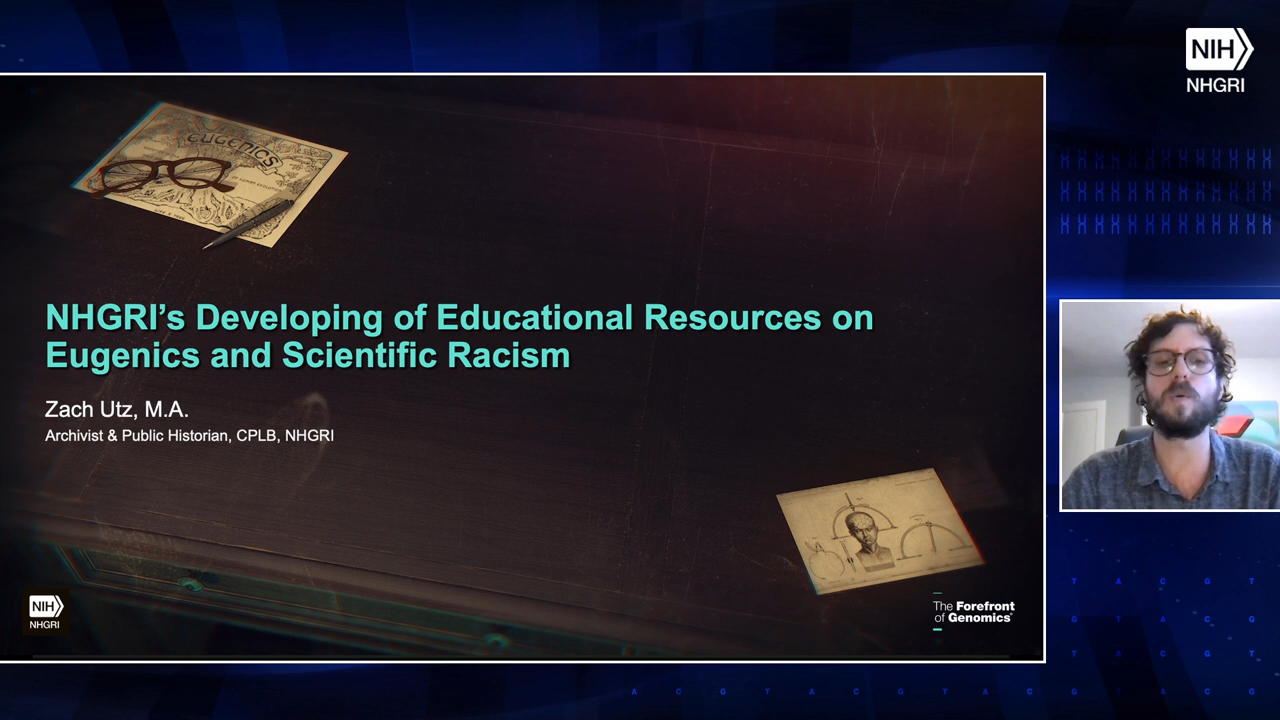 NIH
NHGRI
EUGENICS
NHGRI's Developing of Educational Resources on
Eugenics and Scientific Racism
Zach Utz, M.A.
Archivist & Public Historian, CPLB, NHGRI
NIH
NHGRI
The Forefront
of Genomics®
T A C G T
G T A C G
T A C G T
A C G T A C G T A C G T A C G